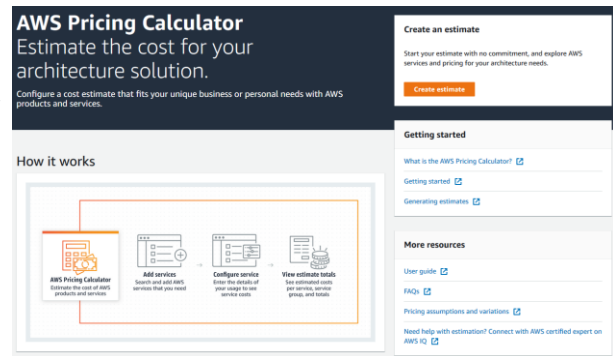 AWS Pricing Calculator
Estimate the cost for your
architecture solution.
Configure a cost estimate that fits your unique business or personal needs with AWS
products and services.
Create an estimate
Start your estimate with no commitment, and explore AWS
services and pricing for your architecture needs.
Create estimate
Getting started
What is the AWS Pricing Calculator?
Getting started
Generating estimates
How it works
AWS Pricing Calculator
Estimate the cost of AWS
products and services
Add services
Search and add AWS
services that you need
Configure service
Enter the details of
your usage to see
service costs
View estimate totals
See estimated costs
per service, service
group, and totals
More resources
User guide
FAQs
Pricing assumptions and variations
Need help with estimation? Connect with AWS certified expert on
AWS IQ